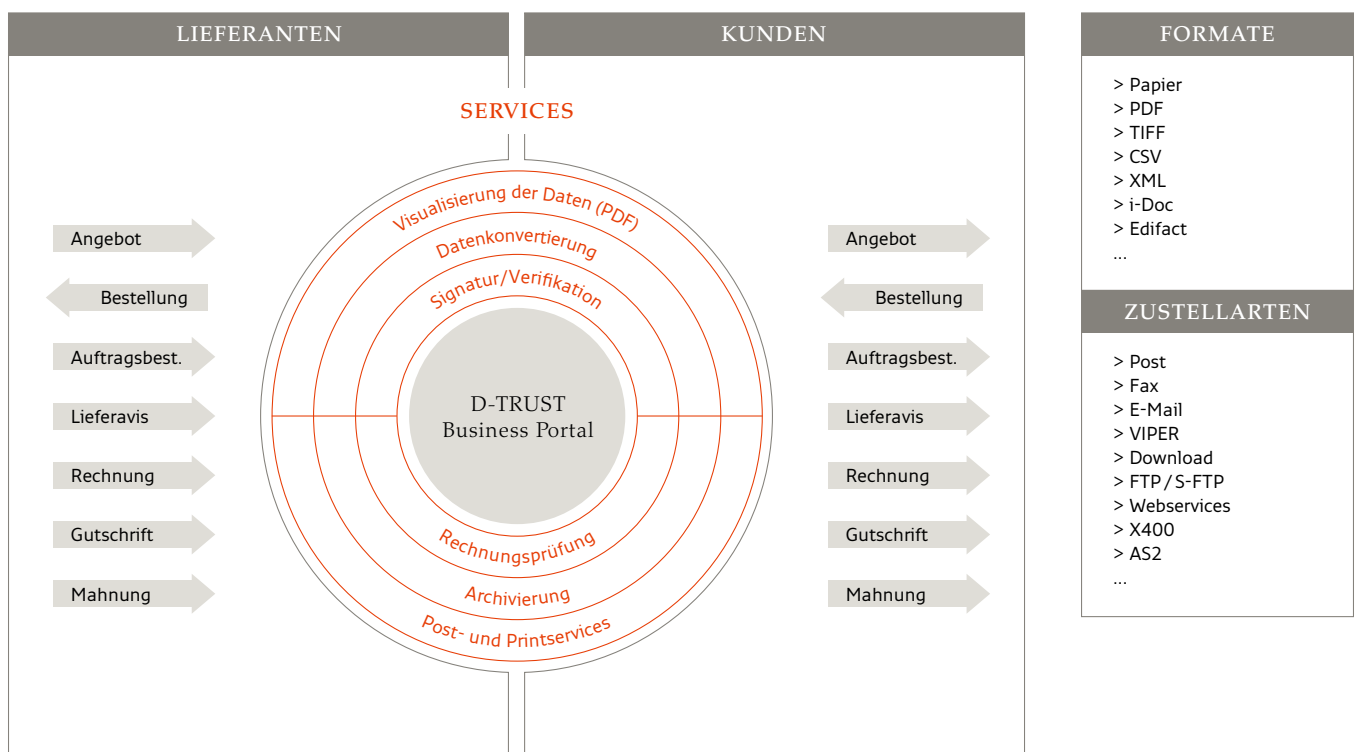 LIEFERANTEN
KUNDEN
SERVICES
Angebot
Bestellung
Auftragsbest.
Lieferavis
Rechnung
Gutschrift
Mahnung
Visualisierung der Daten (PDF)
Datenkonvertierung
Signatur/Verifikation
D-TRUST
Business Portal
Rechnungsprüfung
Archivierung
Post- und Printservices
Angebot
Bestellung
Auftragsbest.
Lieferavis
Rechnung
Gutschrift
Mahnung
FORMATE
> Papier
> PDF
> TIFF
> CSV
> XML
> i-Doc
> Edifact
...
ZUSTELLARTEN
> Post
> Fax
> E-Mail
> VIPER
> Download
> FTP / S-FTP
> Webservices
> X400
> AS2
...